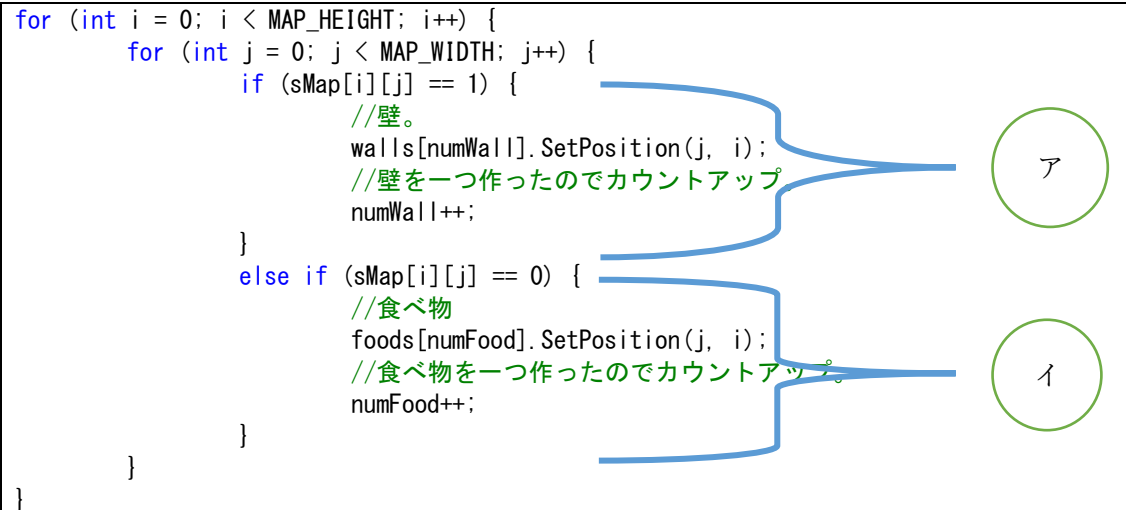 for (int i = 0; i < MAP_HEIGHT; i++) {
for (int j = 0; j < MAP_WIDTH; j++) {
if (sMap[i][j] == 1) {
//壁。
walls[numWall].SetPosition(j, i);
//壁を一つ作ったのでカウントアップ。
numWall++;
}
ア
else if (sMap[i][j] == 0) {
//食べ物
foods[numFood].SetPosition(j, i);
//食べ物を一つ作ったのでカウントアップ。
numFood++;
}
イ
}
}